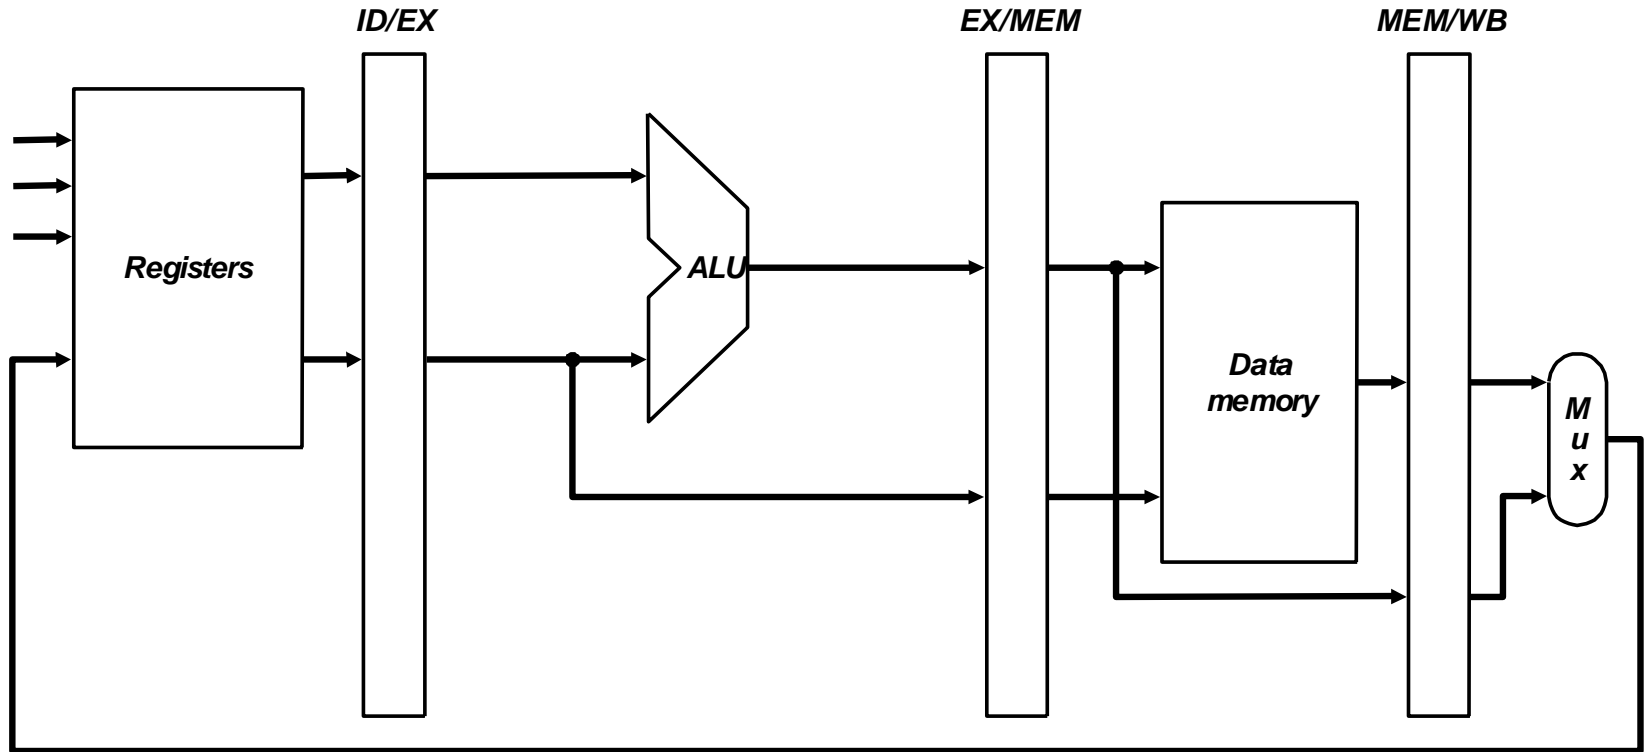 ID/EX
EX/MEM
MEM/WB
Registers
ALU
Data
memory
M
u
x